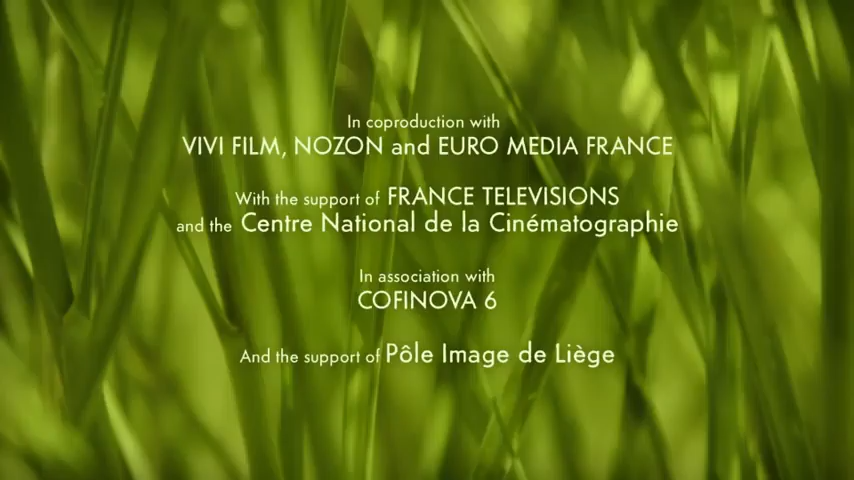 In coproduction with
VIVI FILM, NOZON and EURO MEDIA FRANCE
With the support of FRANCE TELEVISIONS
and the Centre National de la Cinématographie
In association with
COFINOVA 6
And the support of Pôle Image de Liège